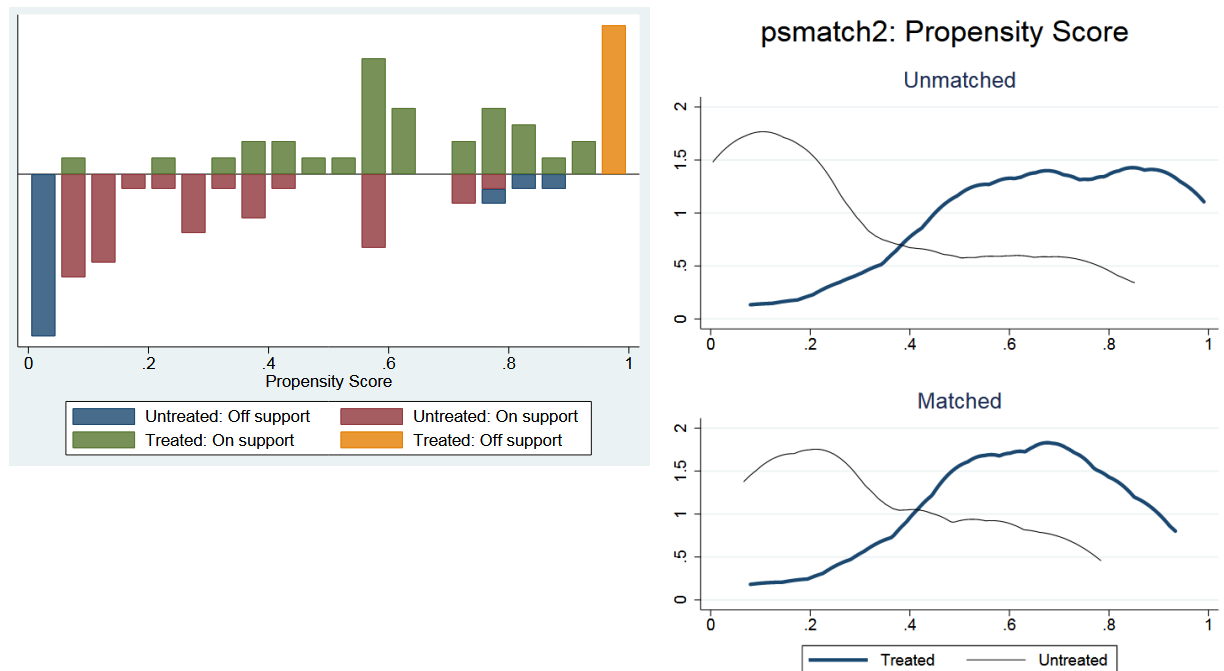 0 .2 .4 .6 .8 1
Propensity Score
Untreated: Off support Untreated: On support
Treated: On support Treated: Off support
psmatch2: Propensity Score
Unmatched
2
1.5
1
.5
0
0 .2 .4 .6 .8 1
Matched
2
1.5
1
.5
0
0 .2 .4 .6 .8 1
Treated Untreated